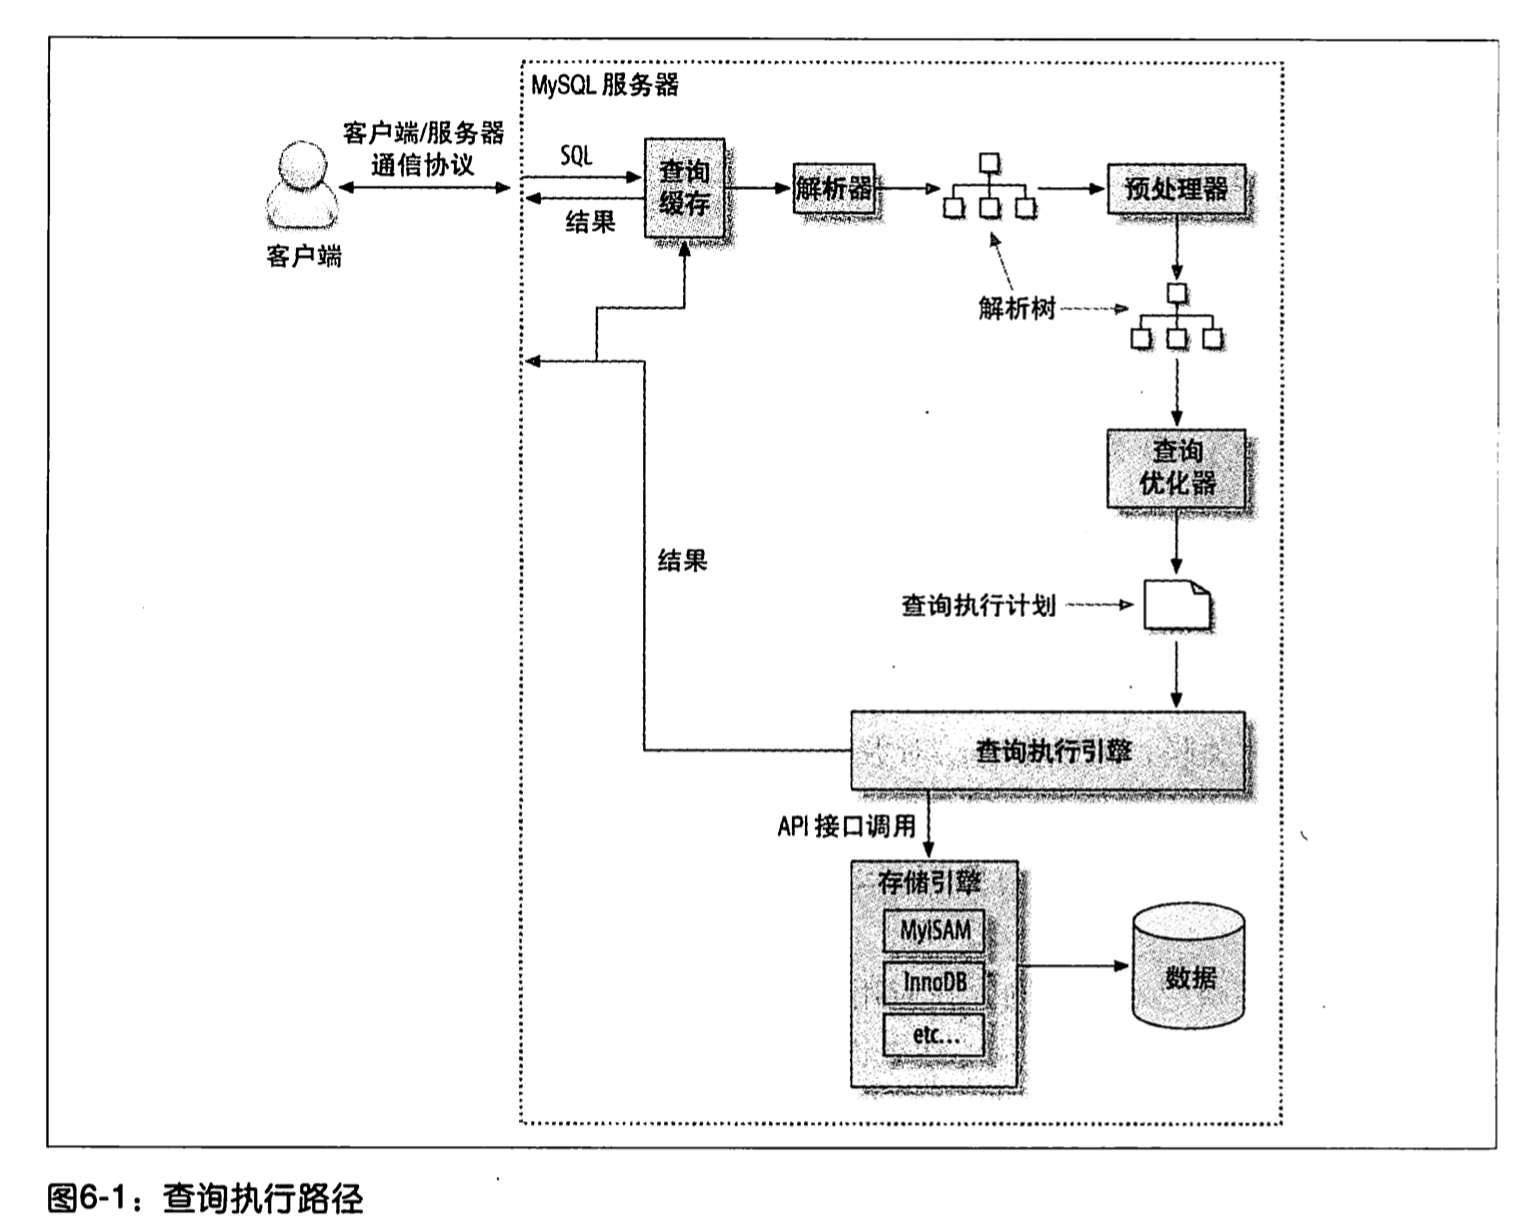 MySQL 服务器
客户端/服务器
通信协议
客户端
SQL
结果
查询
缓存
解析器
预处理器
解析树
查询
优化器
查询执行计划
结果
查询执行引擎
API 接口调用
存储引擎
MyISAM
InnoDB
etc...
数据
图6-1：查询执行路径